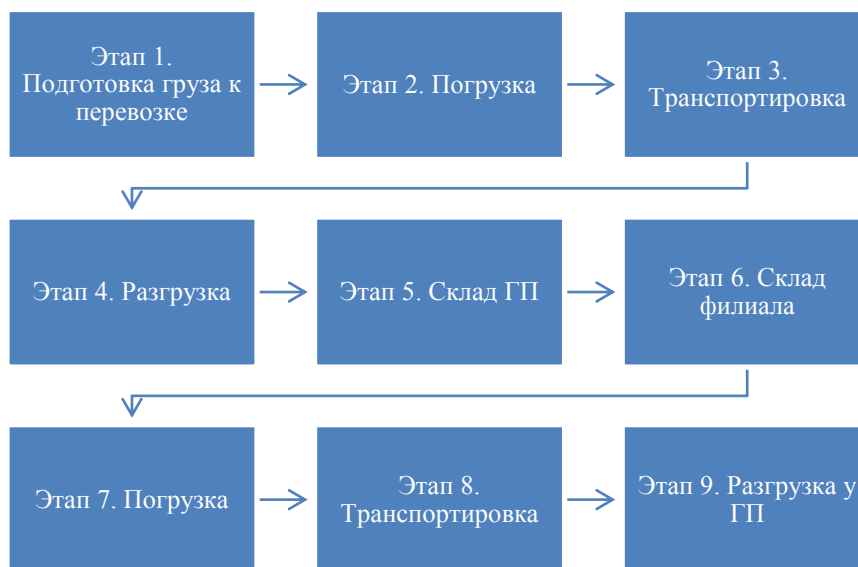 Этап 1.
Подготовка груза к
перевозке
Этап 2. Погрузка
Этап 3.
Транспортировка
Этап 4. Разгрузка
Этап 5. Склад ГП
Этап 6. Склад
филиала
Этап 7. Погрузка
Этап 8.
Транспортировка
Этап 9. Разгрузка у
ГП